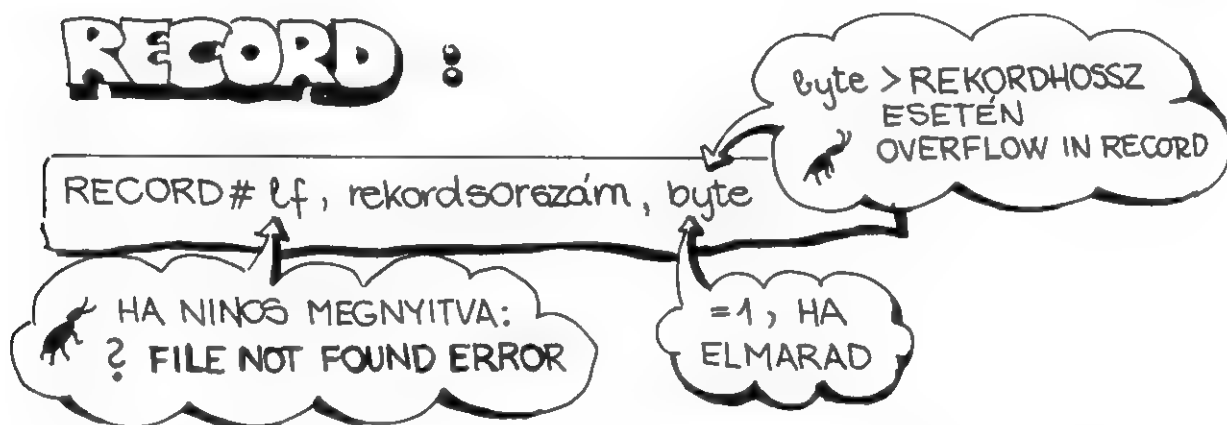 RECORD :
byte > REKORDHOSSZ
ESETÉN
OVERFLOW IN RECORD
RECORD# lf, rekordsorszám, byte
HA NINCS MEGNYITVA:
? FILE NOT FOUND ERROR
=1, HA
ELMARAD